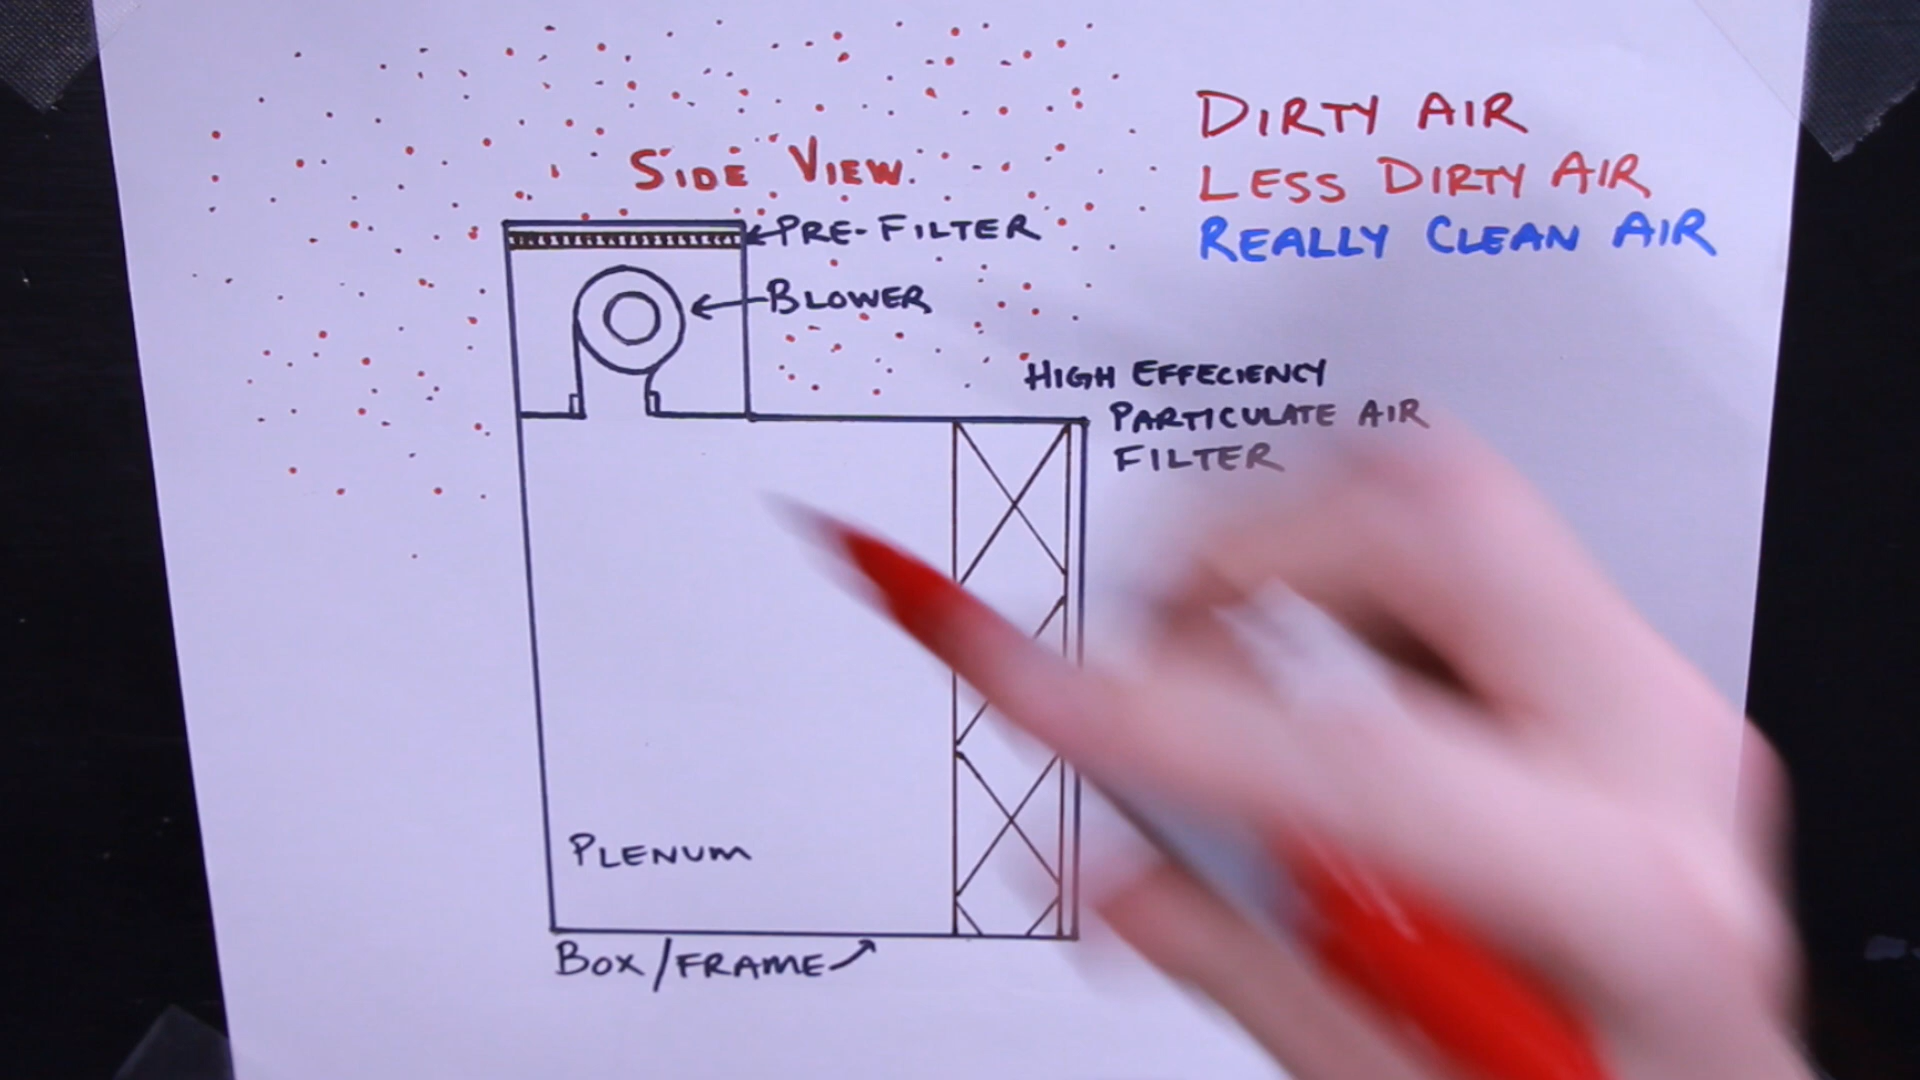 DIRTY AIR
LESS DIRTY AIR
REALLY CLEAN AIR
SIDE VIEW
PRE-FILTER
BLOWER
HIGH EFFECIENCY
PARTICULATE AIR
FILTER
PLENUM
BOX/FRAME